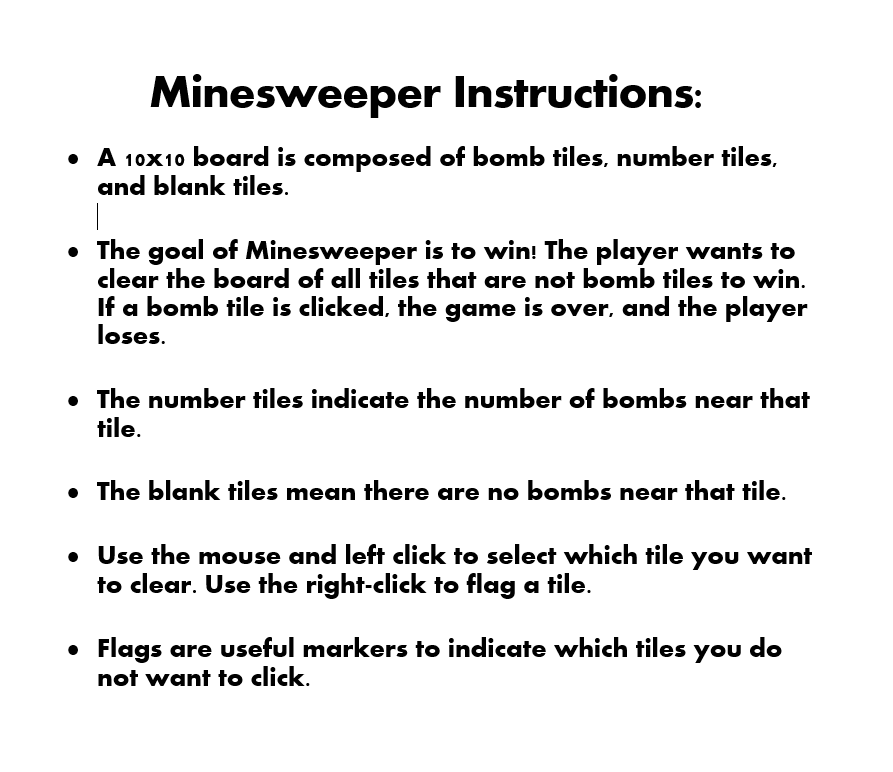 Minesweeper Instructions:
• A 10x10 board is composed of bomb tiles, number tiles,
and blank tiles.
• The goal of Minesweeper is to win! The player wants to
clear the board of all tiles that are not bomb tiles to win.
If a bomb tile is clicked, the game is over, and the player
loses.
• The number tiles indicate the number of bombs near that
tile.
• The blank tiles mean there are no bombs near that tile.
• Use the mouse and left click to select which tile you want
to clear. Use the right-click to flag a tile.
• Flags are useful markers to indicate which tiles you do
not want to click.